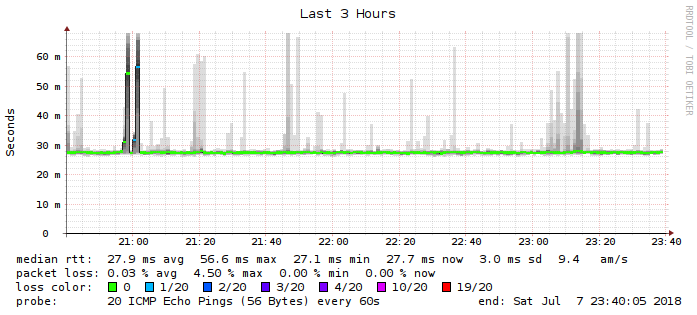 Last 3 Hours
RRDTOOL / TOBI OETIKER
Seconds
60 m
50 m
40 m
30 m
20 m
10 m
0
21:00 21:20 21:40 22:00 22:20 22:40 23:00 23:20 23:40
median rtt: 27.9 ms avg 56.6 ms max 27.1 ms min 27.7 ms now 3.0 ms sd 9.4 am/s
packet loss: 0.03 % avg 4.50 % max 0.00 % min 0.00 % now
loss color: 0 1/20 2/20 3/20 4/20 10/20 19/20
probe: 20 ICMP Echo Pings (56 Bytes) every 60s end: Sat Jul 7 23:40:05 2018